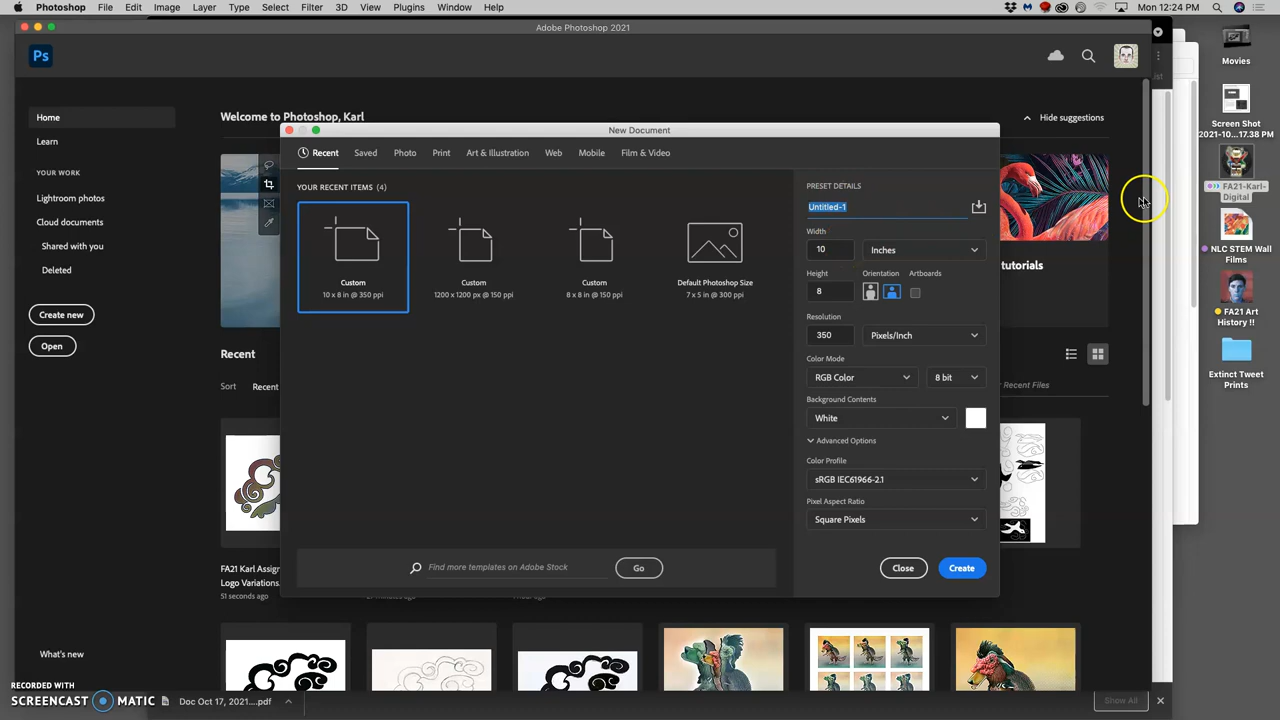 Photoshop File Edit Image Layer Type Select Filter 3D View Plugins Window Help
Mon 12:24 PM
Adobe Photoshop 2021
Ps
Home
Learn
YOUR WORK
Lightroom photos
Cloud documents
Shared with you
Deleted
Create new
Open
What's new
Welcome to Photoshop, Karl
Hide suggestions
tutorials
Recent
Sort Recent
Recent Files
FA21 Karl Assig
Logo Variations.
51 seconds ago
New Document
Recent Saved Photo Print Art & Illustration Web Mobile Film & Video
YOUR RECENT ITEMS (4)
Custom
10 x 8 in @ 350 ppi
Custom
1200 x 1200 px @ 150 ppi
Custom
8 x 8 in @ 150 ppi
Default Photoshop Size
7 x 5 in @ 300 ppi
Find more templates on Adobe Stock
Go
PRESET DETAILS
Untitled-1
Width
10 Inches
Height Orientation Artboards
8
Resolution
350 Pixels/Inch
Color Mode
RGB Color 8 bit
Background Contents
White
Advanced Options
Color Profile
sRGB IEC61966-2.1
Pixel Aspect Ratio
Square Pixels
Close Create
Movies
Screen Shot
2021-10...17.38 PM
FA21-Karl-
Digital
NLC STEM Wall
Films
FA21 Art
History !!
Extinct Tweet
Prints
RECORDED WITH
SCREENCAST MATIC
Doc Oct 17, 2021....pdf
Show All